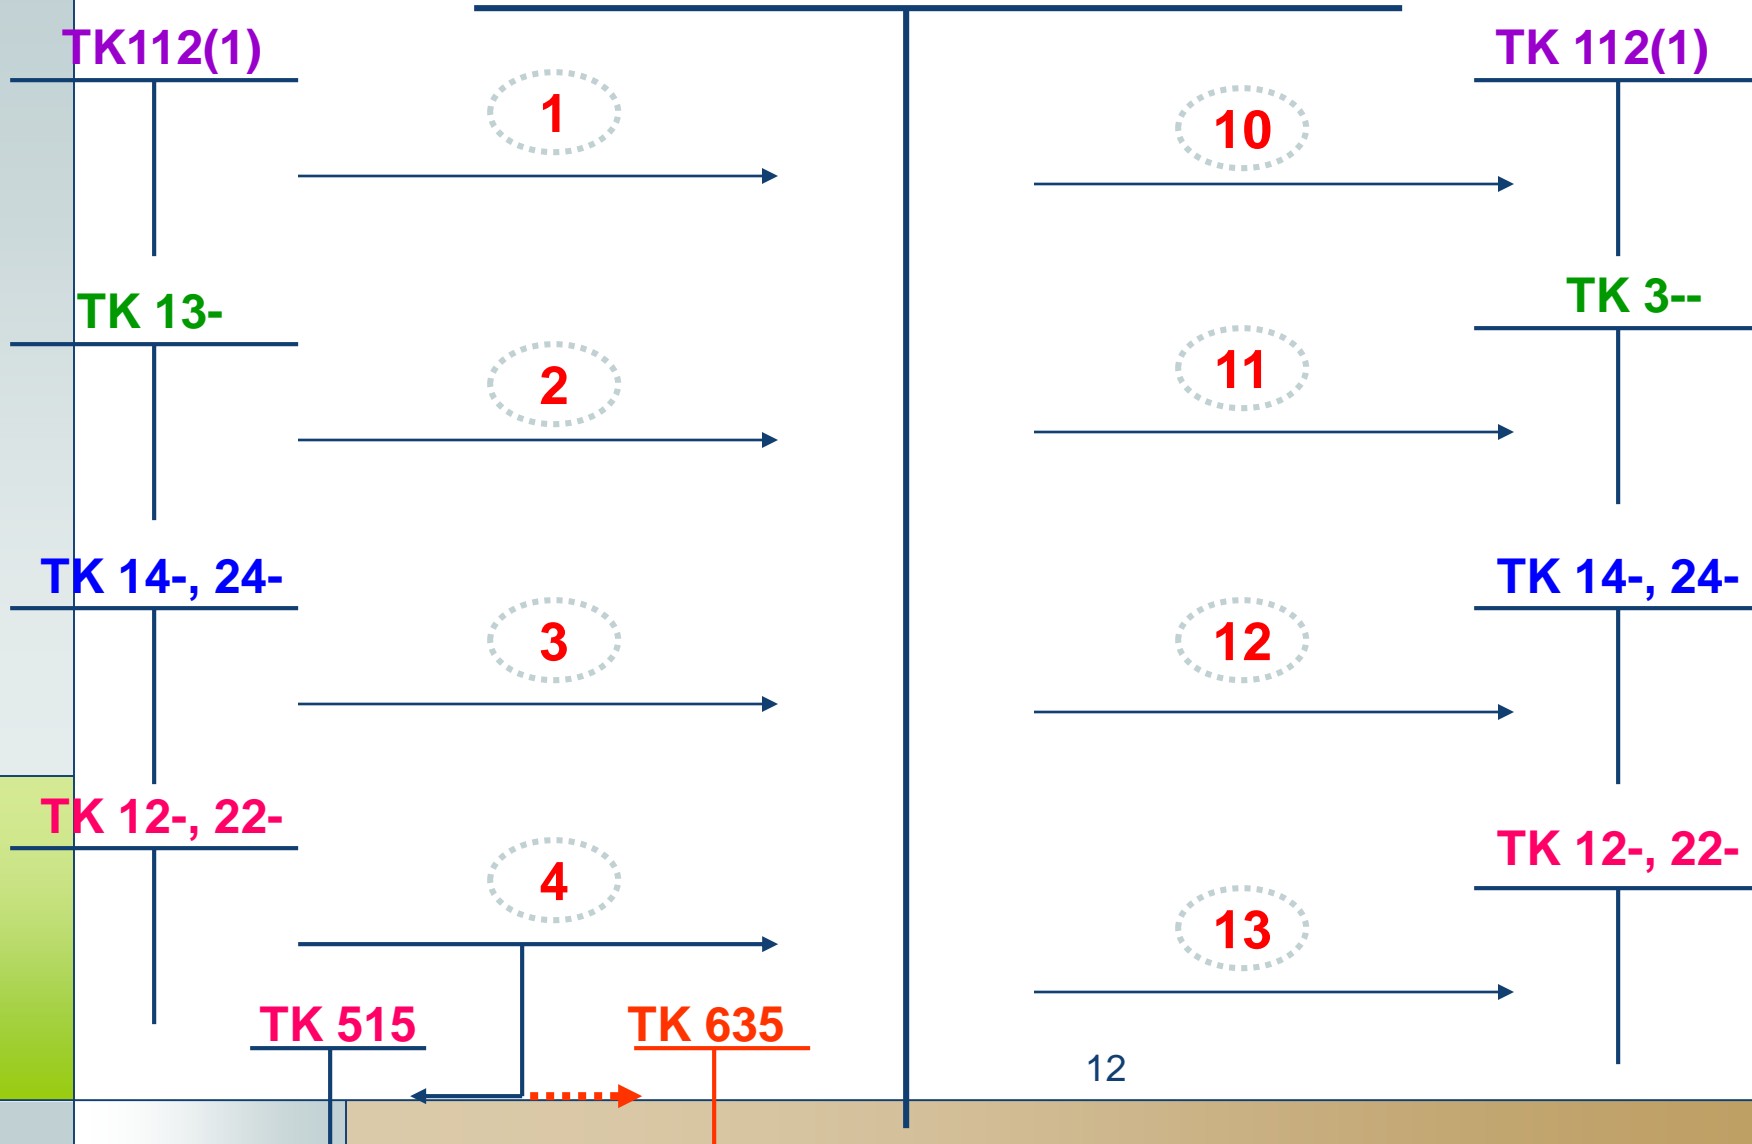 TK112(1)
1
TK 13-
2
TK 14-, 24-
3
TK 12-, 22-
4
TK 515
TK 635
TK 112(1)
10
TK 3--
11
TK 14-, 24-
12
TK 12-, 22-
13
12